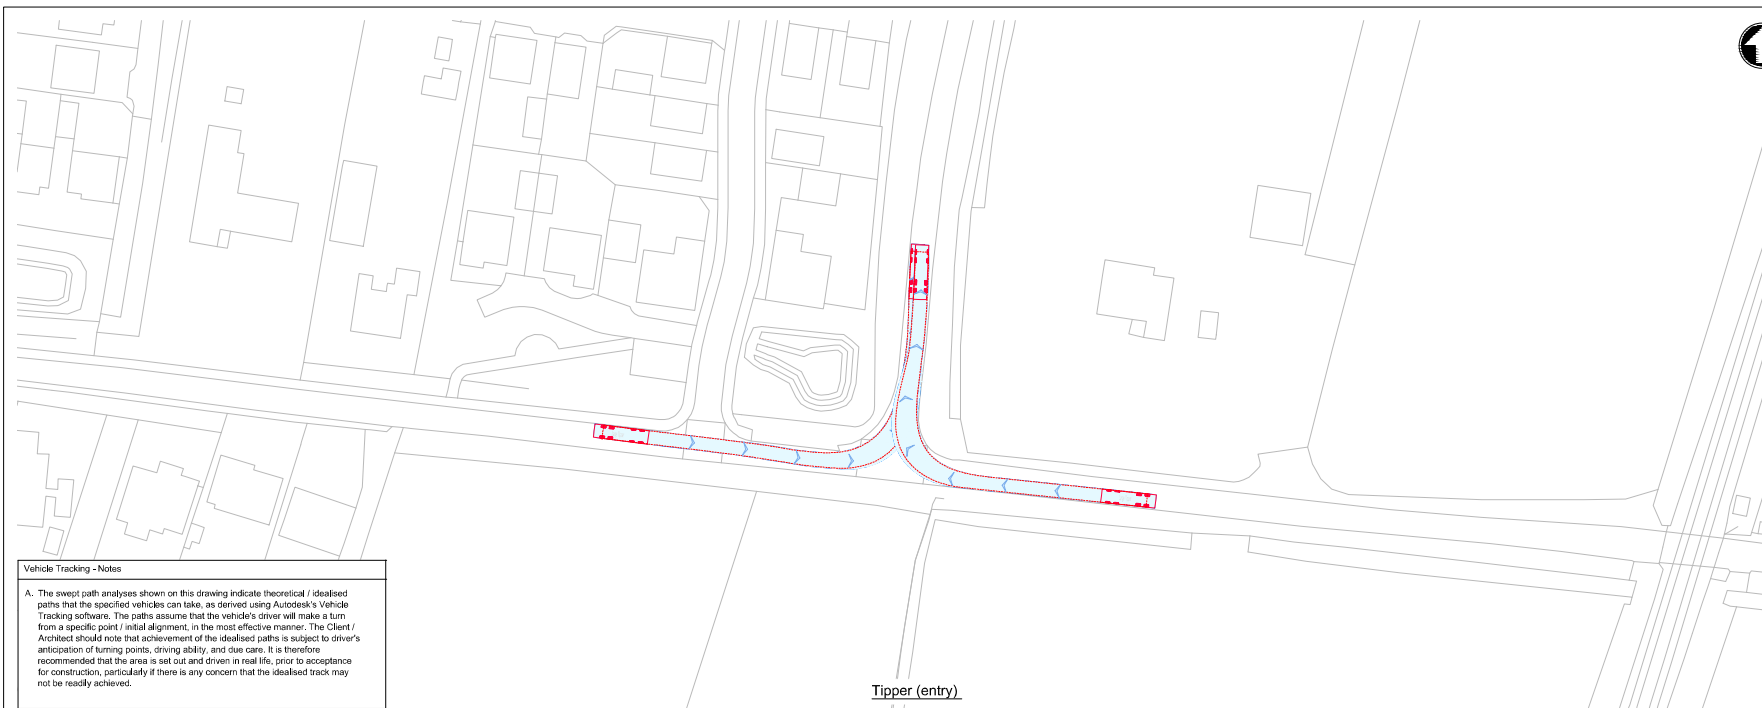 Vehicle Tracking - Notes
A. The swept path analyses shown on this drawing indicate theoretical / idealised
paths that the specified vehicles can take, as derived using Autodesk's Vehicle
Tracking software. The paths assume that the vehicle's driver will make a turn
from a specific point / initial alignment, in the most effective manner. The Client /
Architect should note that achievement of the idealised paths is subject to driver's
anticipation of turning points, driving ability, and due care. It is therefore
recommended that the area is set out and driven in real life, prior to acceptance
for construction, particularly if there is any concern that the idealised track may
not be readily achieved.
Tipper (entry)